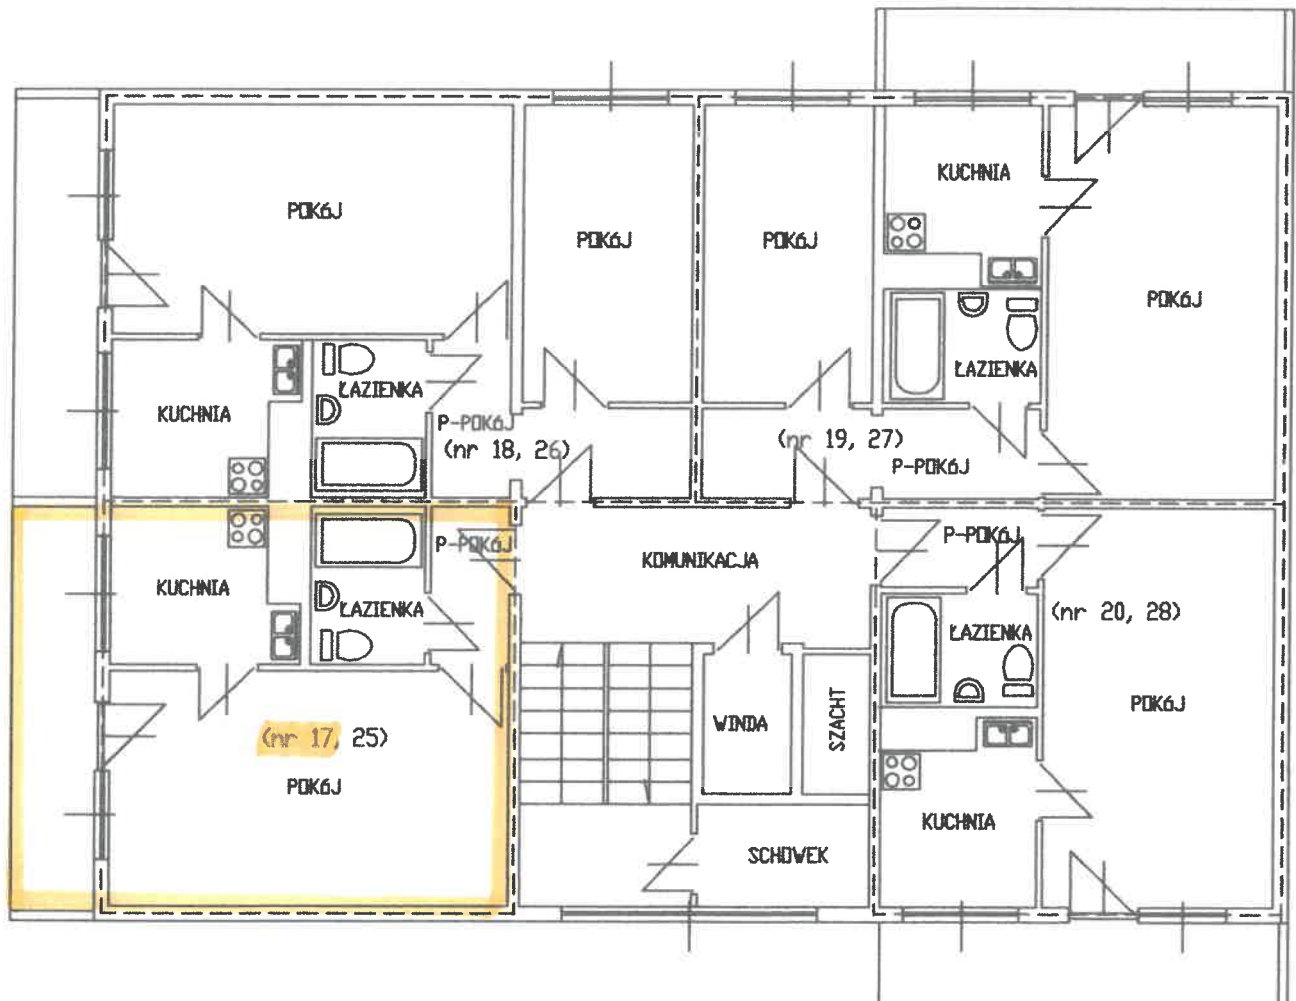 KUCHNIA
POKÓJ
POKÓJ
POKÓJ
POKÓJ
ŁAZIENKA
ŁAZIENKA
KUCHNIA
P-POKÓJ
(nr 18, 26)
(nr 19, 27)
P-POKÓJ
P-POKÓJ
KOMUNIKACJA
P-POKÓJ
KUCHNIA
ŁAZIENKA
(nr 20, 28)
ŁAZIENKA
(nr 17, 25)
POKÓJ
WINDA
SZACHT
POKÓJ
KUCHNIA
SCHOWEK